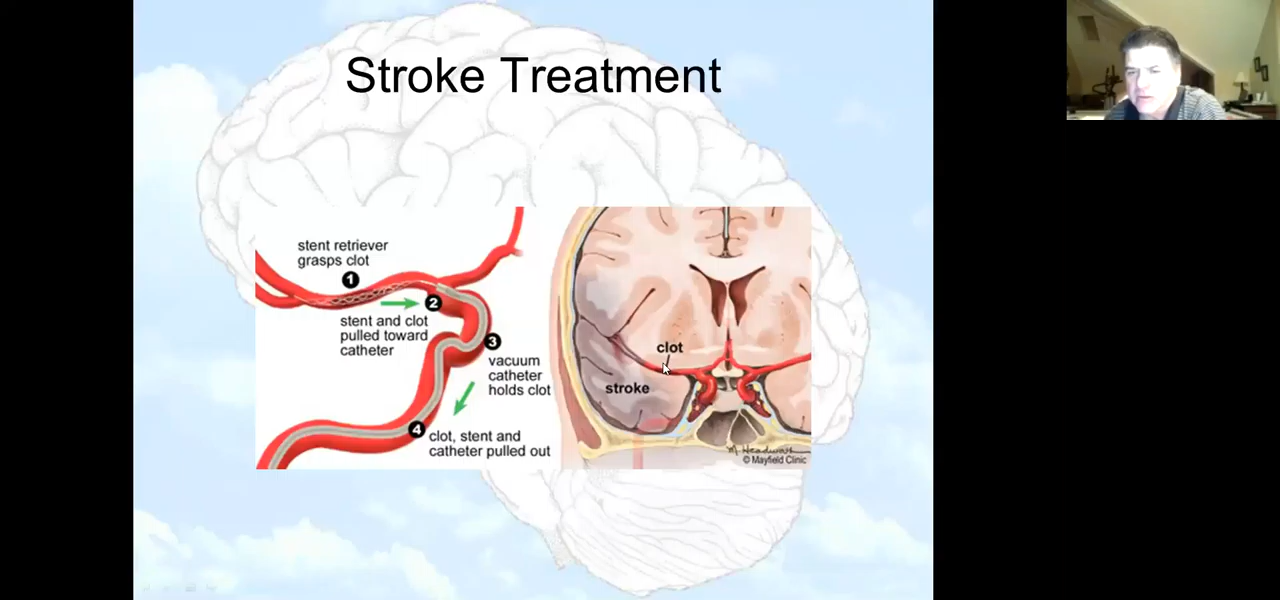 Stroke Treatment
stent retriever
grasps clot
1
2
stent and clot
pulled toward
catheter
3
vacuum
catheter
holds clot
4
clot, stent and
catheter pulled out
clot
stroke
M Headworth
© Mayfield Clinic